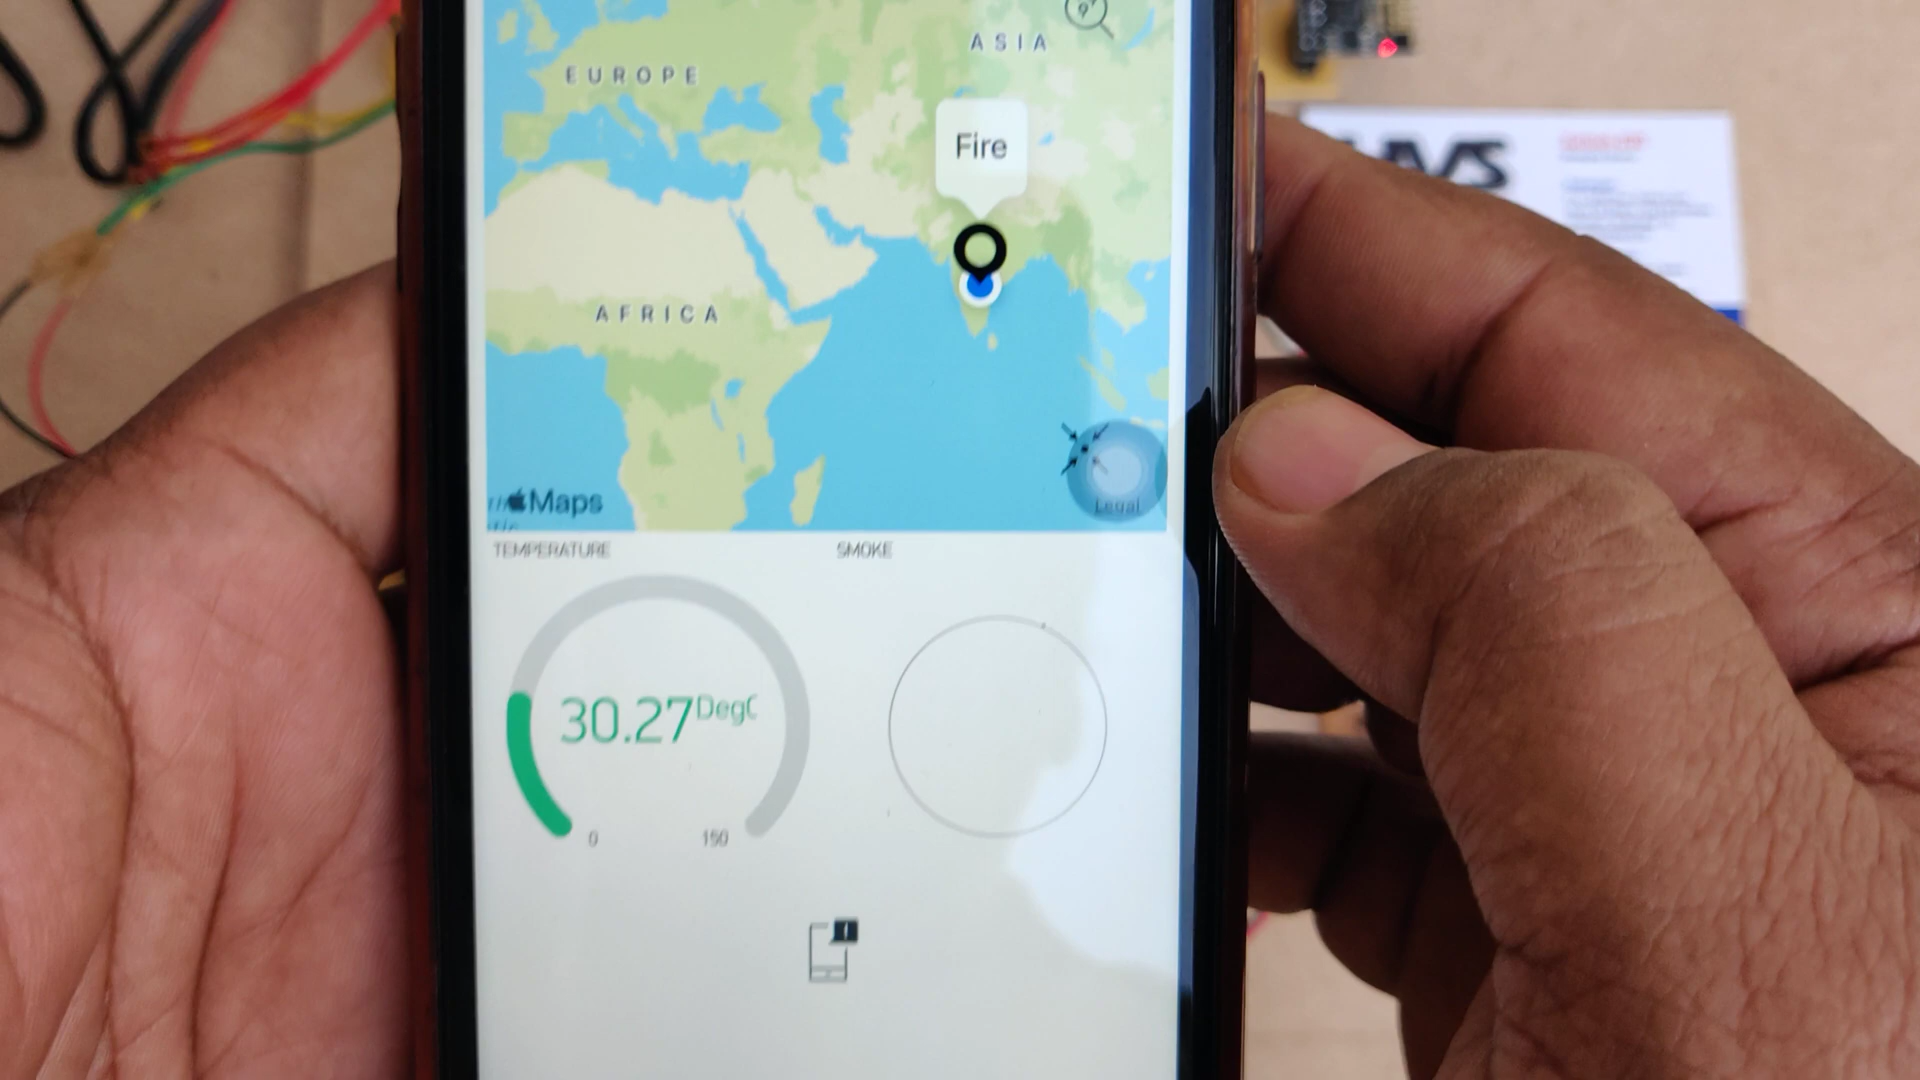 ASIA
EUROPE
Fire
AFRICA
Maps
Legal
TEMPERATURE
SMOKE
30.27DegC
0
150